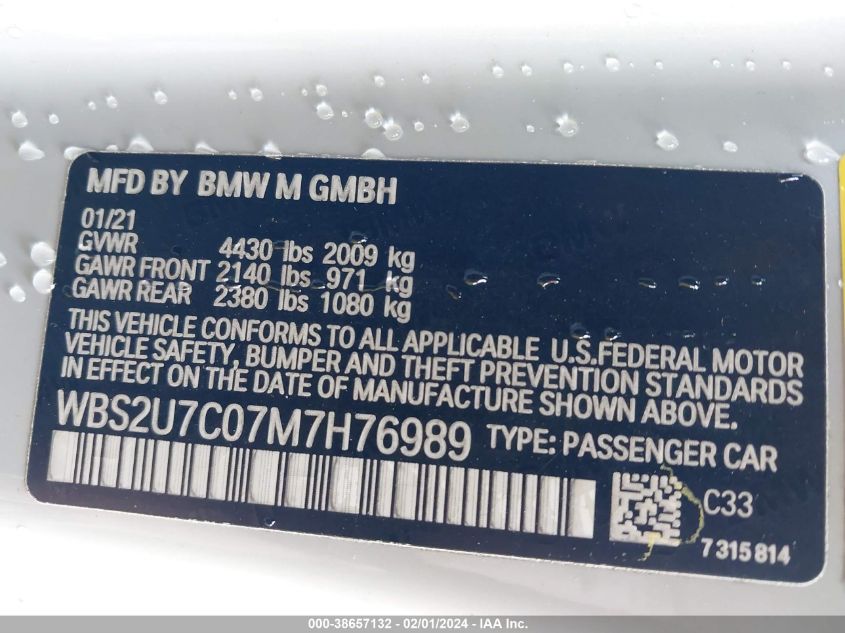 MFD BY BMW M GMBH
01/21
GVWR 4430 lbs 2009 kg
GAWR FRONT 2140 lbs 971 kg
GAWR REAR 2380 lbs 1080 kg
THIS VEHICLE CONFORMS TO ALL APPLICABLE U.S.FEDERAL MOTOR
VEHICLE SAFETY, BUMPER AND THEFT PREVENTION STANDARDS
IN EFFECT ON THE DATE OF MANUFACTURE SHOWN ABOVE.
WBS2U7C07M7H76989 TYPE: PASSENGER CAR
C33
7315814
000-38657132 - 02/01/2024 - IAA Inc.